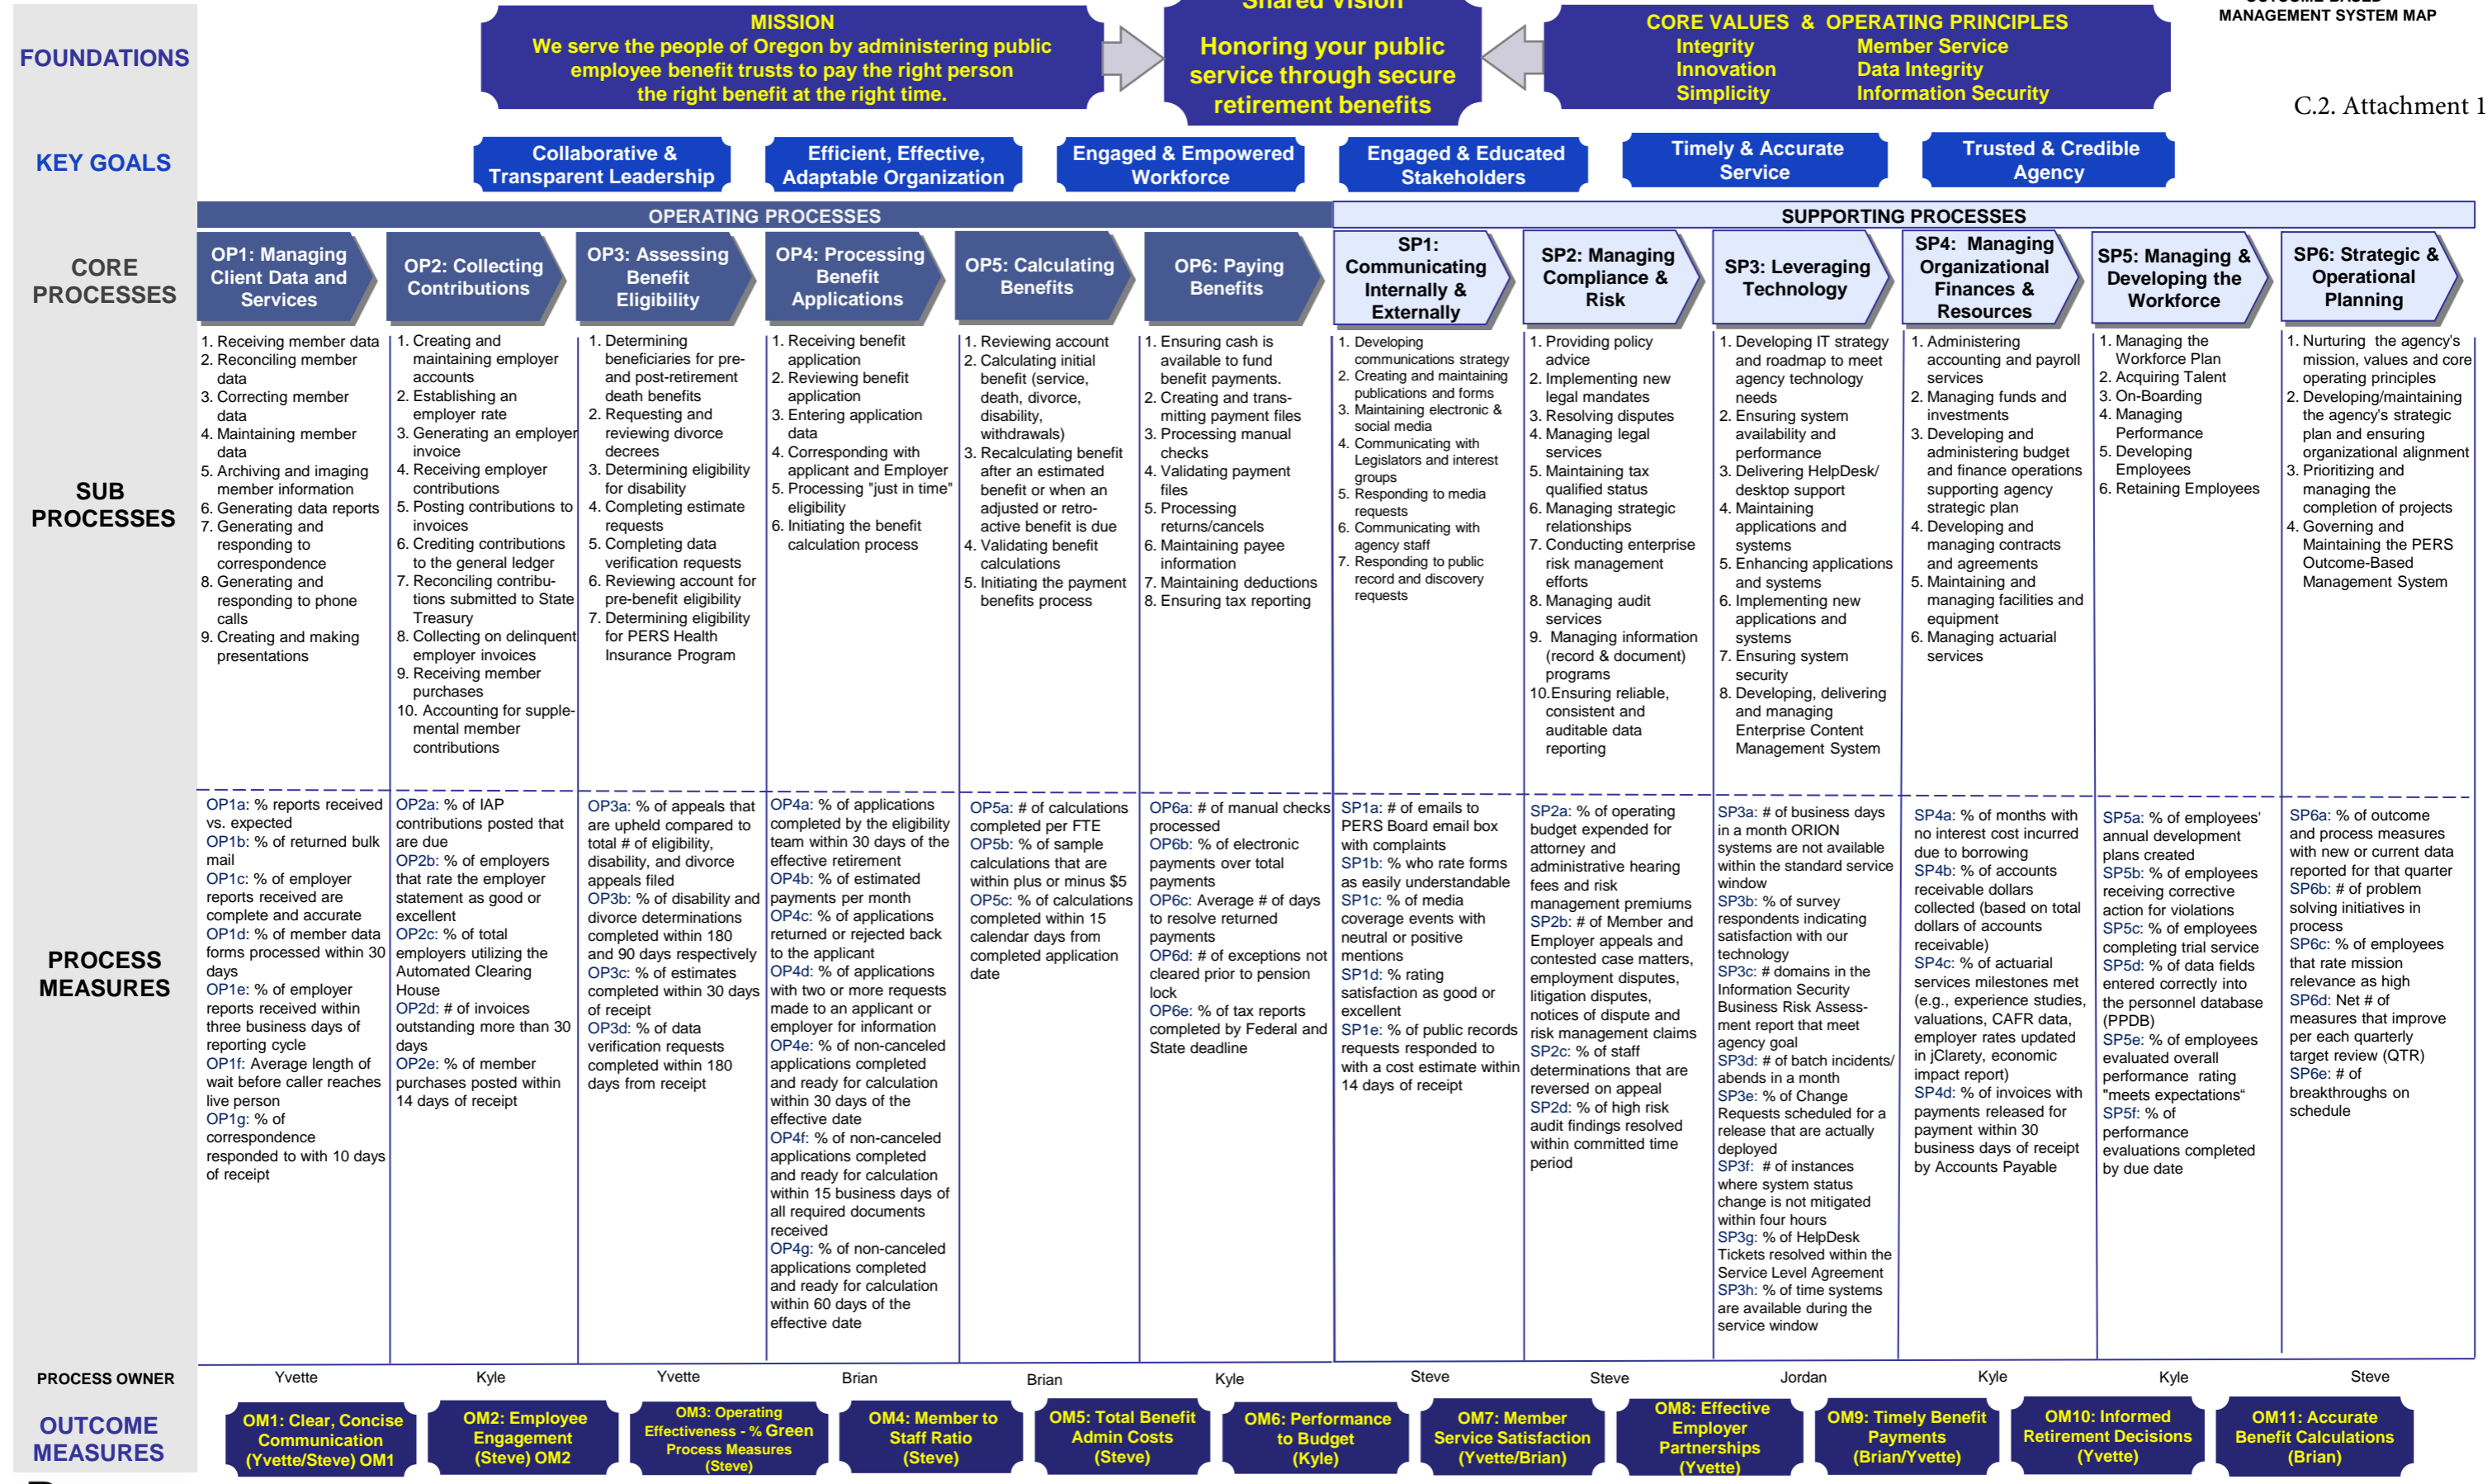 Shared Vision
OUTCOME-BASED
MANAGEMENT SYSTEM MAP
FOUNDATIONS
MISSION
We serve the people of Oregon by administering public
employee benefit trusts to pay the right person
the right benefit at the right time.
Honoring your public
service through secure
retirement benefits
CORE VALUES & OPERATING PRINCIPLES
Integrity Member Service
Innovation Data Integrity
Simplicity Information Security
C.2. Attachment 1
KEY GOALS
Collaborative &
Transparent Leadership
Efficient, Effective,
Adaptable Organization
Engaged & Empowered
Workforce
Engaged & Educated
Stakeholders
Timely & Accurate
Service
Trusted & Credible
Agency
OPERATING PROCESSES
SUPPORTING PROCESSES
CORE
PROCESSES
OP1: Managing
Client Data and
Services
OP2: Collecting
Contributions
OP3: Assessing
Benefit
Eligibility
OP4: Processing
Benefit
Applications
OP5: Calculating
Benefits
OP6: Paying
Benefits
SP1:
Communicating
Internally &
Externally
SP2: Managing
Compliance &
Risk
SP3: Leveraging
Technology
SP4: Managing
Organizational
Finances &
Resources
SP5: Managing &
Developing the
Workforce
SP6: Strategic &
Operational
Planning
SUB
PROCESSES
1. Receiving member data
2. Reconciling member
data
3. Correcting member
data
4. Maintaining member
data
5. Archiving and imaging
member information
6. Generating data reports
7. Generating and
responding to
correspondence
8. Generating and
responding to phone
calls
9. Creating and making
presentations
1. Creating and
maintaining employer
accounts
2. Establishing an
employer rate
3. Generating an employer
invoice
4. Receiving employer
contributions
5. Posting contributions to
invoices
6. Crediting contributions
to the general ledger
7. Reconciling contribu-
tions submitted to State
Treasury
8. Collecting on delinquent
employer invoices
9. Receiving member
purchases
10. Accounting for supple-
mental member
contributions
1. Determining
beneficiaries for pre-
and post-retirement
death benefits
2. Requesting and
reviewing divorce
decrees
3. Determining eligibility
for disability
4. Completing estimate
requests
5. Completing data
verification requests
6. Reviewing account for
pre-benefit eligibility
7. Determining eligibility
for PERS Health
Insurance Program
1. Receiving benefit
application
2. Reviewing benefit
application
3. Entering application
data
4. Corresponding with
applicant and Employer
5. Processing "just in time"
eligibility
6. Initiating the benefit
calculation process
1. Reviewing account
2. Calculating initial
benefit (service,
death, divorce,
disability,
withdrawals)
3. Recalculating benefit
after an estimated
benefit or when an
adjusted or retro-
active benefit is due
4. Validating benefit
calculations
5. Initiating the payment
benefits process
1. Ensuring cash is
available to fund
benefit payments.
2. Creating and trans-
mitting payment files
3. Processing manual
checks
4. Validating payment
files
5. Processing
returns/cancels
6. Maintaining payee
information
7. Maintaining deductions
8. Ensuring tax reporting
1. Developing
communications strategy
2. Creating and maintaining
publications and forms
3. Maintaining electronic &
social media
4. Communicating with
Legislators and interest
groups
5. Responding to media
requests
6. Communicating with
agency staff
7. Responding to public
record and discovery
requests
1. Providing policy
advice
2. Implementing new
legal mandates
3. Resolving disputes
4. Managing legal
services
5. Maintaining tax
qualified status
6. Managing strategic
relationships
7. Conducting enterprise
risk management
efforts
8. Managing audit
services
9. Managing information
(record & document)
programs
10.Ensuring reliable,
consistent and
auditable data
reporting
1. Developing IT strategy
and roadmap to meet
agency technology
needs
2. Ensuring system
availability and
performance
3. Delivering HelpDesk/
desktop support
4. Maintaining
applications and
systems
5. Enhancing applications
and systems
6. Implementing new
applications and
systems
7. Ensuring system
security
8. Developing, delivering
and managing
Enterprise Content
Management System
1. Administering
accounting and payroll
services
2. Managing funds and
investments
3. Developing and
administering budget
and finance operations
supporting agency
strategic plan
4. Developing and
managing contracts
and agreements
5. Maintaining and
managing facilities and
equipment
6. Managing actuarial
services
1. Managing the
Workforce Plan
2. Acquiring Talent
3. On-Boarding
4. Managing
Performance
5. Developing
Employees
6. Retaining Employees
1. Nurturing the agency's
mission, values and core
operating principles
2. Developing/maintaining
the agency's strategic
plan and ensuring
organizational alignment
3. Prioritizing and
managing the
completion of projects
4. Governing and
Maintaining the PERS
Outcome-Based
Management System
PROCESS
MEASURES
OP1a: % reports received
vs. expected
OP1b: % of returned bulk
mail
OP1c: % of employer
reports received are
complete and accurate
OP1d: % of member data
forms processed within 30
days
OP1e: % of employer
reports received within
three business days of
reporting cycle
OP1f: Average length of
wait before caller reaches
live person
OP1g: % of
correspondence
responded to with 10 days
of receipt
OP2a: % of IAP
contributions posted that
are due
OP2b: % of employers
that rate the employer
statement as good or
excellent
OP2c: % of total
employers utilizing the
Automated Clearing
House
OP2d: # of invoices
outstanding more than 30
days
OP2e: % of member
purchases posted within
14 days of receipt
OP3a: % of appeals that
are upheld compared to
total # of eligibility,
disability, and divorce
appeals filed
OP3b: % of disability and
divorce determinations
completed within 180
and 90 days respectively
OP3c: % of estimates
completed within 30 days
of receipt
OP3d: % of data
verification requests
completed within 180
days from receipt
OP4a: % of applications
completed by the eligibility
team within 30 days of the
effective retirement
OP4b: % of estimated
payments per month
OP4c: % of applications
returned or rejected back
to the applicant
OP4d: % of applications
with two or more requests
made to an applicant or
employer for information
OP4e: % of non-canceled
applications completed
and ready for calculation
within 30 days of the
effective date
OP4f: % of non-canceled
applications completed
and ready for calculation
within 15 business days of
all required documents
received
OP4g: % of non-canceled
applications completed
and ready for calculation
within 60 days of the
effective date
OP5a: # of calculations
completed per FTE
OP5b: % of sample
calculations that are
within plus or minus $5
OP5c: % of calculations
completed within 15
calendar days from
completed application
date
OP6a: # of manual checks
processed
OP6b: % of electronic
payments over total
payments
OP6c: Average # of days
to resolve returned
payments
OP6d: # of exceptions not
cleared prior to pension
lock
OP6e: % of tax reports
completed by Federal and
State deadline
SP1a: # of emails to
PERS Board email box
with complaints
SP1b: % who rate forms
as easily understandable
SP1c: % of media
coverage events with
neutral or positive
mentions
SP1d: % rating
satisfaction as good or
excellent
SP1e: % of public records
requests responded to
with a cost estimate within
14 days of receipt
SP2a: % of operating
budget expended for
attorney and
administrative hearing
fees and risk
management premiums
SP2b: # of Member and
Employer appeals and
contested case matters,
employment disputes,
litigation disputes,
notices of dispute and
risk management claims
SP2c: % of staff
determinations that are
reversed on appeal
SP2d: % of high risk
audit findings resolved
within committed time
period
SP3a: # of business days
in a month ORION
systems are not available
within the standard service
window
SP3b: % of survey
respondents indicating
satisfaction with our
technology
SP3c: # domains in the
Information Security
Business Risk Assess-
ment report that meet
agency goal
SP3d: # of batch incidents/
abends in a month
SP3e: % of Change
Requests scheduled for a
release that are actually
deployed
SP3f: # of instances
where system status
change is not mitigated
within four hours
SP3g: % of HelpDesk
Tickets resolved within the
Service Level Agreement
SP3h: % of time systems
are available during the
service window
SP4a: % of months with
no interest cost incurred
due to borrowing
SP4b: % of accounts
receivable dollars
collected (based on total
dollars of accounts
receivable)
SP4c: % of actuarial
services milestones met
(e.g., experience studies,
valuations, CAFR data,
employer rates updated
in jClarety, economic
impact report)
SP4d: % of invoices with
payments released for
payment within 30
business days of receipt
by Accounts Payable
SP5a: % of employees'
annual development
plans created
SP5b: % of employees
receiving corrective
action for violations
SP5c: % of employees
completing trial service
SP5d: % of data fields
entered correctly into
the personnel database
(PPDB)
SP5e: % of employees
evaluated overall
performance rating
"meets expectations“
SP5f: % of
performance
evaluations completed
by due date
SP6a: % of outcome
and process measures
with new or current data
reported for that quarter
SP6b: # of problem
solving initiatives in
process
SP6c: % of employees
that rate mission
relevance as high
SP6d: Net # of
measures that improve
per each quarterly
target review (QTR)
SP6e: # of
breakthroughs on
schedule
PROCESS OWNER
Yvette Kyle Yvette Brian Brian Kyle Steve Steve Jordan Kyle Kyle Steve
OUTCOME
MEASURES
OM1: Clear, Concise
Communication
(Yvette/Steve) OM1
OM2: Employee
Engagement
(Steve) OM2
OM3: Operating
Effectiveness - % Green
Process Measures
(Steve)
OM4: Member to
Staff Ratio
(Steve)
OM5: Total Benefit
Admin Costs
(Steve)
OM6: Performance
to Budget
(Kyle)
OM7: Member
Service Satisfaction
(Yvette/Brian)
OM8: Effective
Employer
Partnerships
(Yvette)
OM9: Timely Benefit
Payments
(Brian/Yvette)
OM10: Informed
Retirement Decisions
(Yvette)
OM11: Accurate
Benefit Calculations
(Brian)